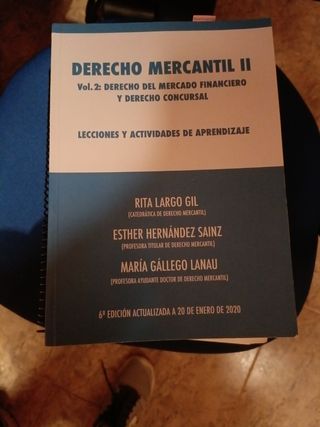 DERECHO MERCANTIL II
Vol.2: DERECHO DEL MERCADO FINANCIERO
Y DERECHO CONCURSAL
LECCIONES Y ACTIVIDADES DE APRENDIZAJE
RITA LARGO GIL
(CATEDRÁTICA DE DERECHO MERCANTIL)
ESTHER HERNÁNDEZ SAINZ
(PROFESORA TITULAR DE DERECHO MERCANTIL)
MARÍA GÁLLEGO LANAU
(PROFESORA AYUDANTE DOCTOR DE DERECHO MERCANTIL)
6ª EDICIÓN ACTUALIZADA A 20 DE ENERO DE 2020